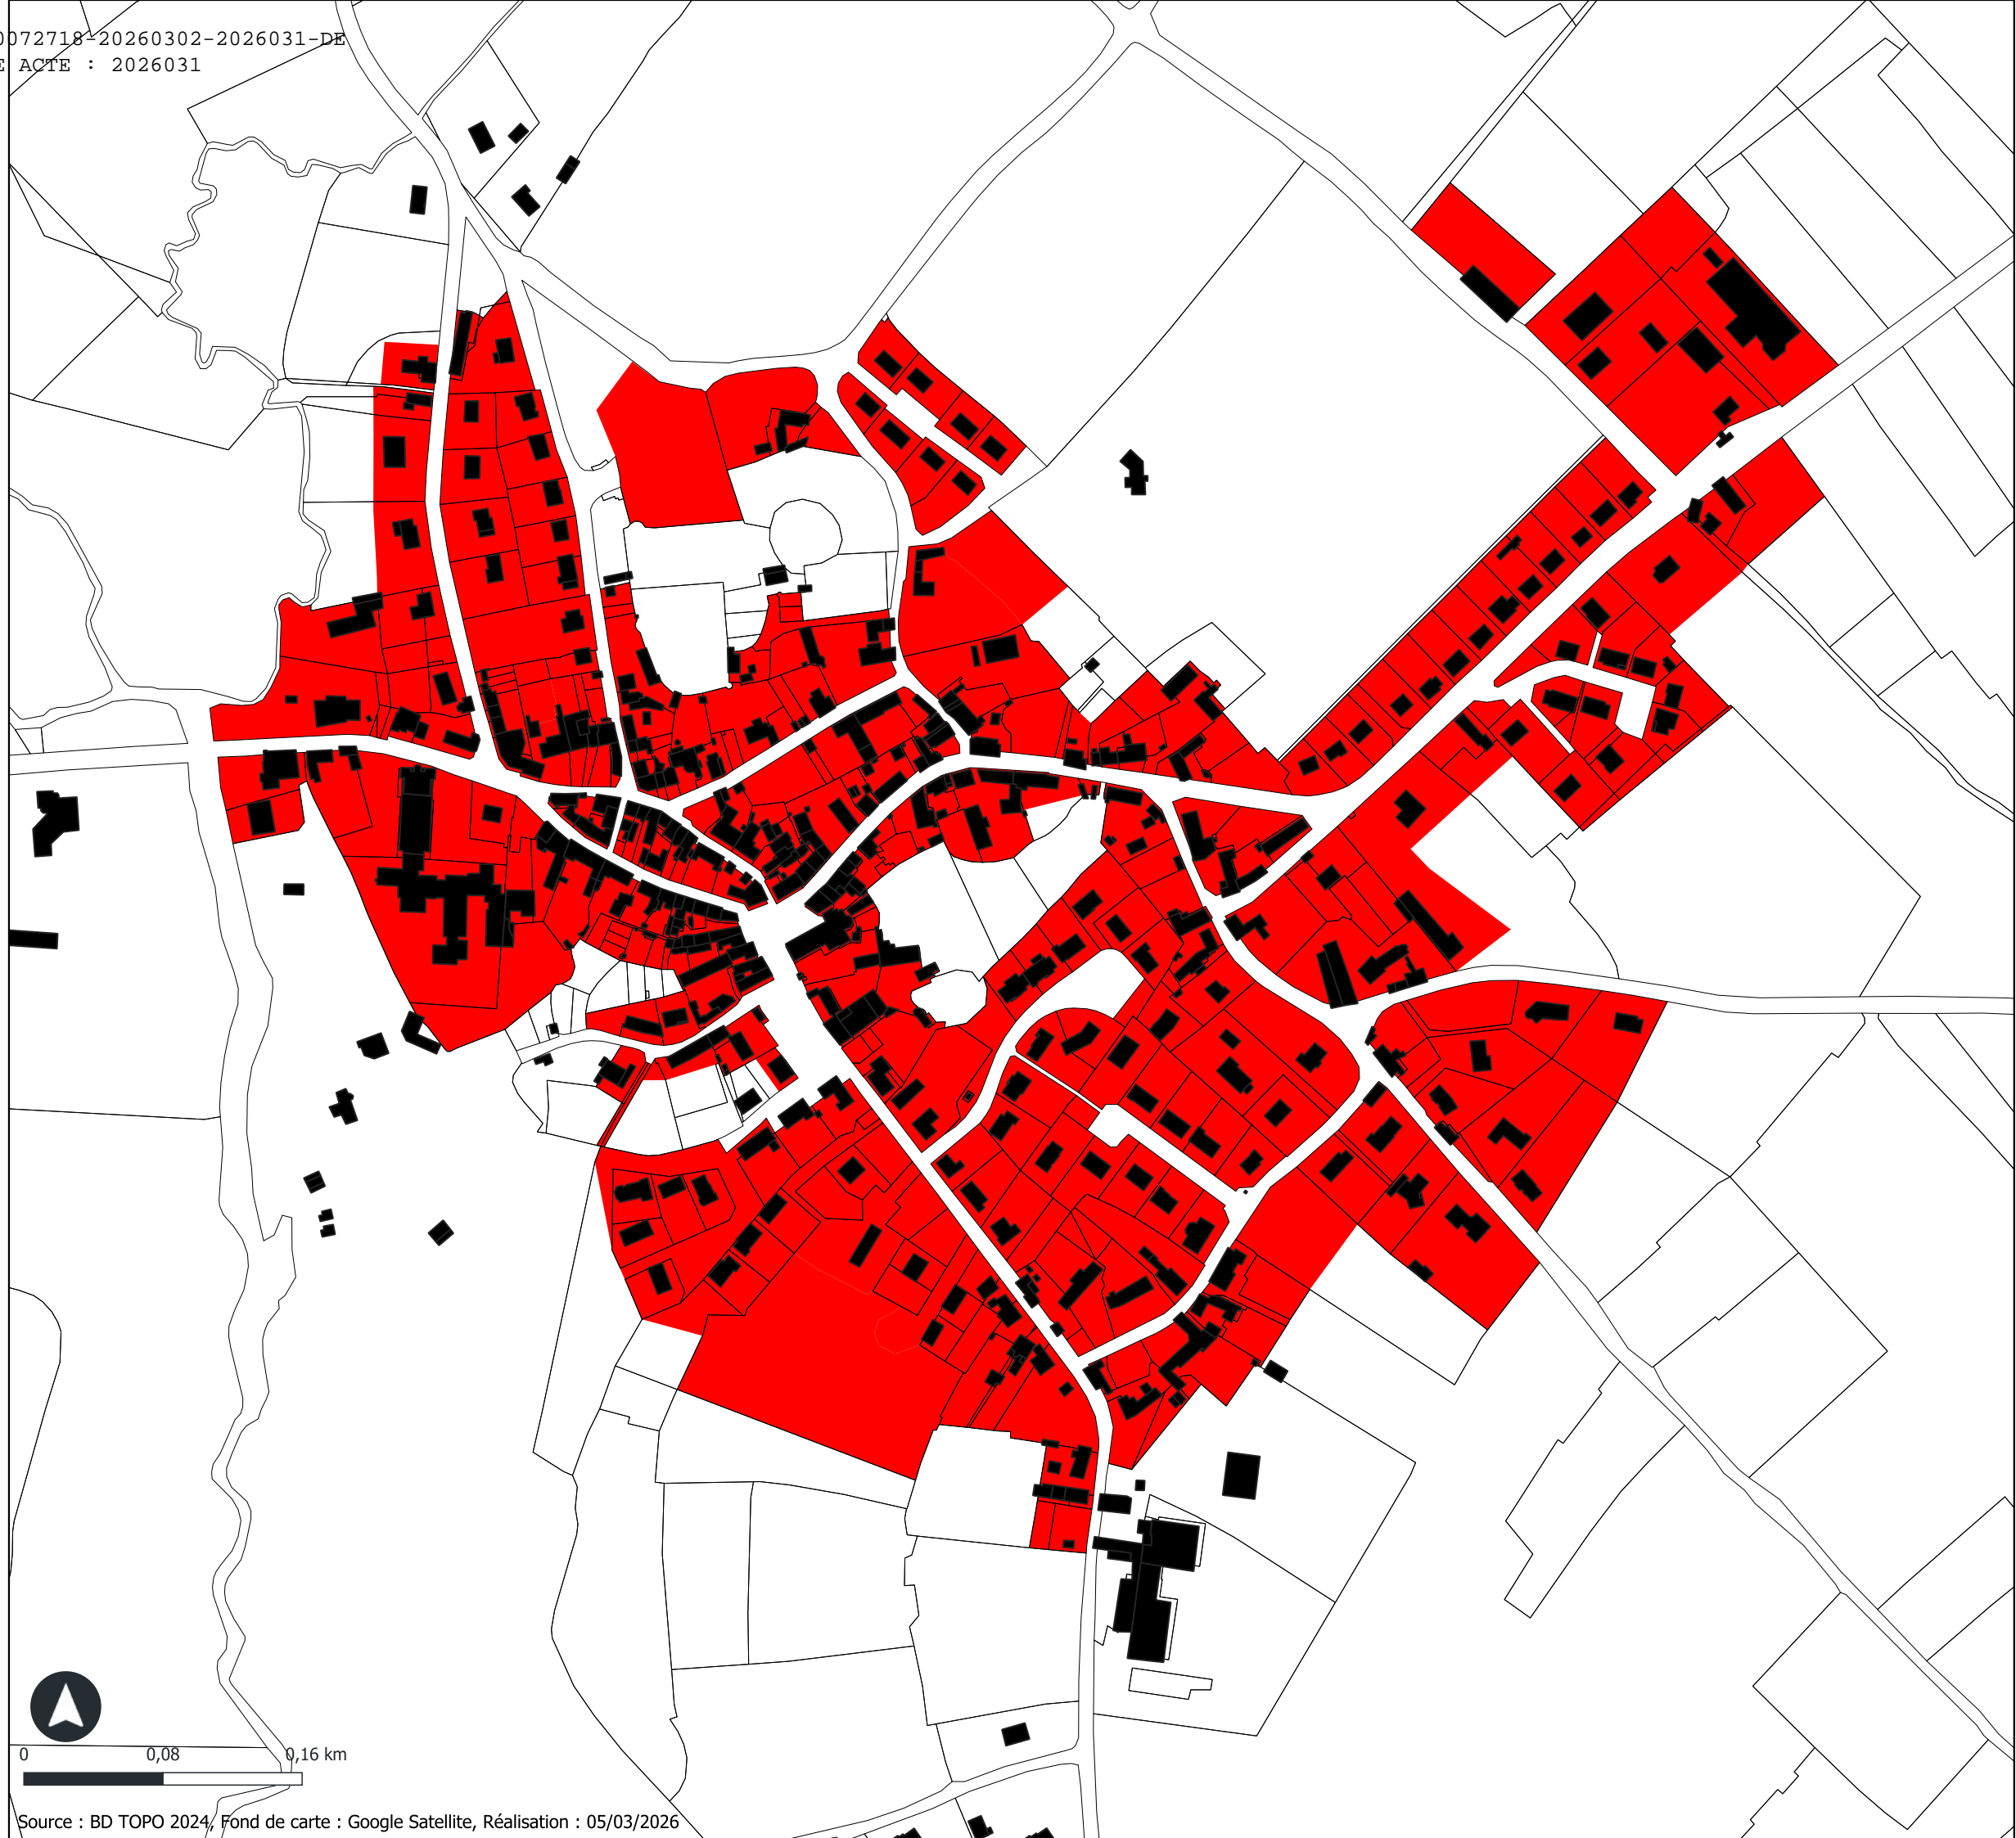 0072718-20260302-2026031-DE
E ACTE : 2026031
0 0,08 0,16 km
Source : BD TOPO 2024, Fond de carte : Google Satellite, Réalisation : 05/03/2026